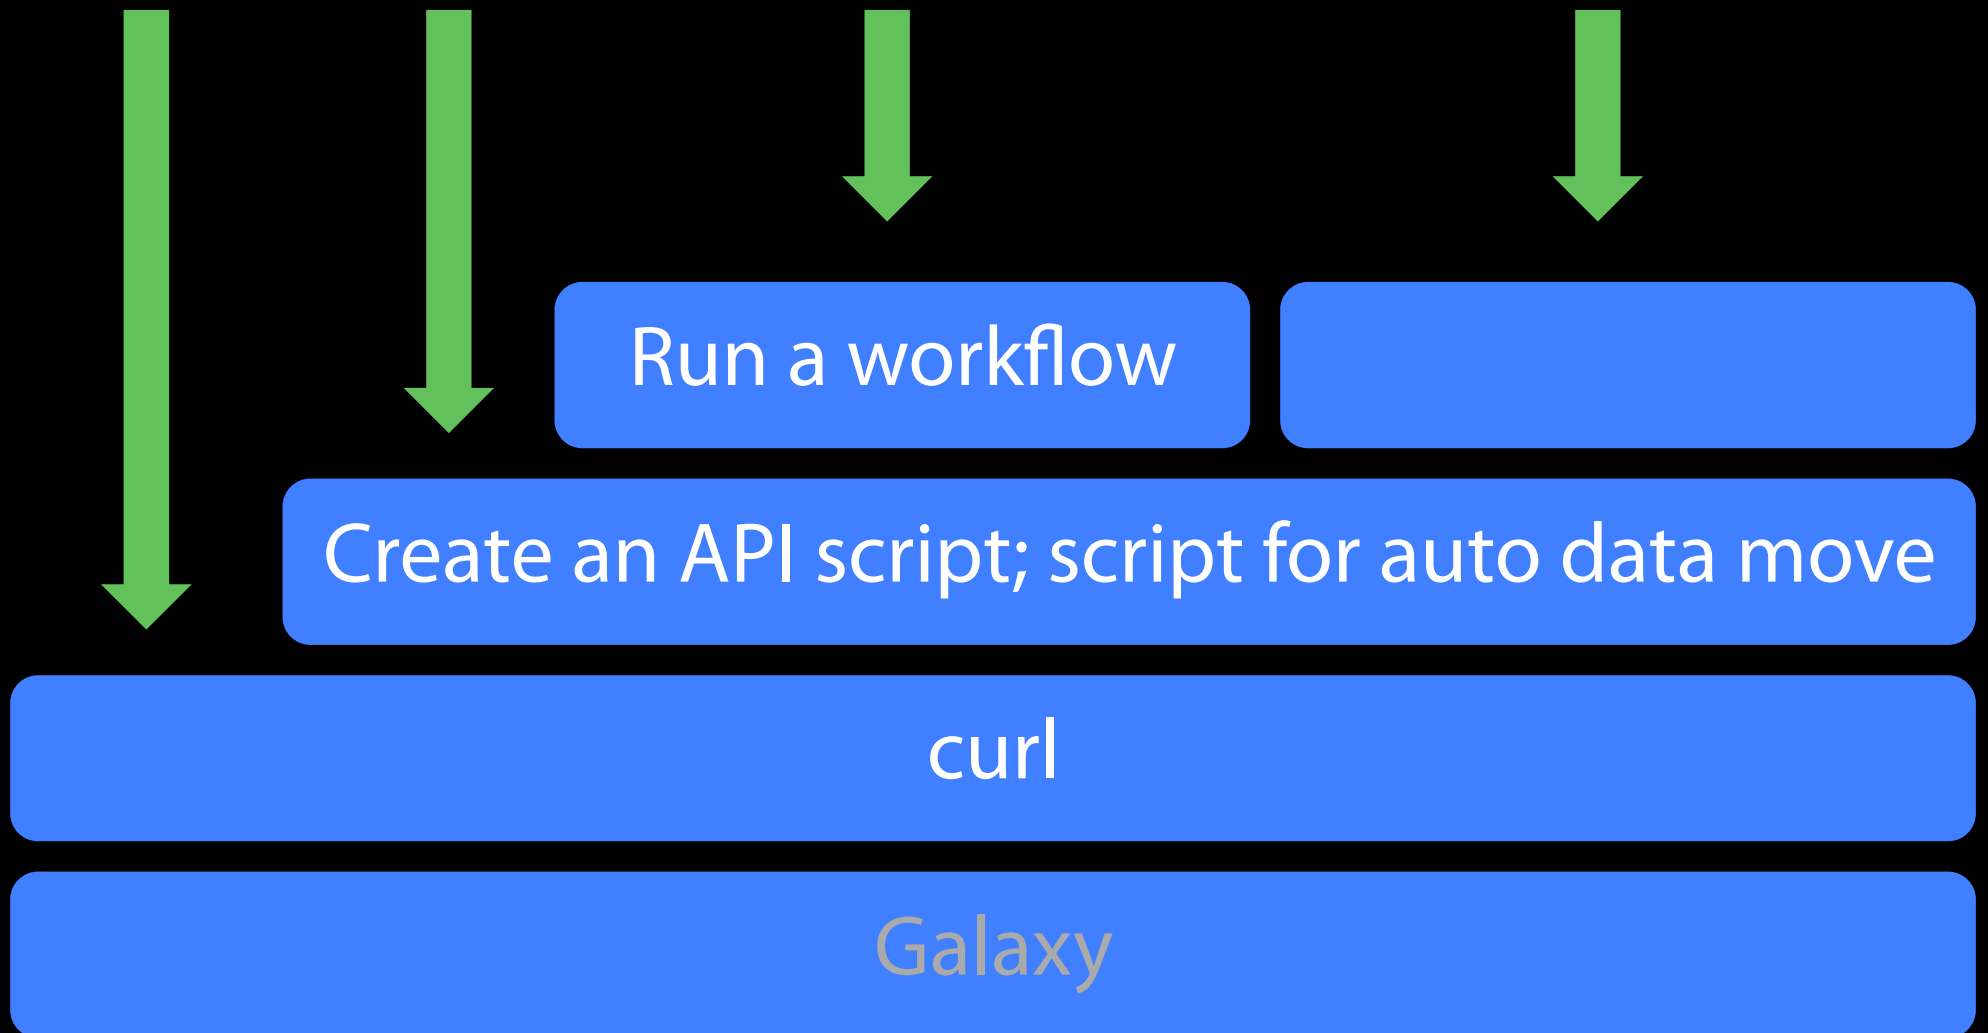 Run a workflow
Create an API script; script for auto data move
curl
Galaxy